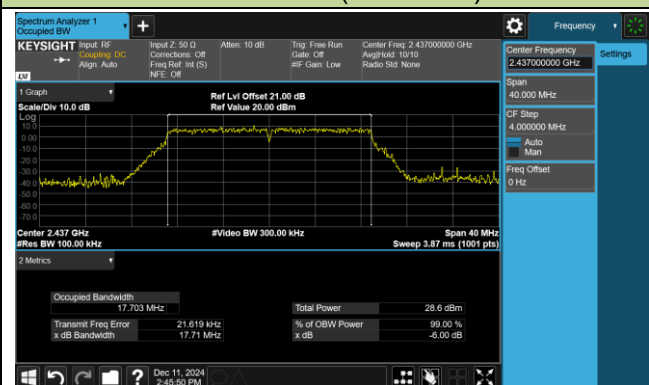 Spectrum Analyzer 1
Occupied BW
Frequency
KEYSIGHT
Input: RF
Coupling: DC
Align: Auto
Input Z: 50 Ω
Corrections: Off
Freq Ref: Int (S)
NFE: Off
Atten: 10 dB
Trig: Free Run
Gate: Off
#IF Gain: Low
Center Freq: 2.437000000 GHz
Avg|Hold: 10/10
Radio Std: None
LXI
Center Frequency
2.437000000 GHz
Settings
Span
40.000 MHz
CF Step
4.000000 MHz
Auto
Man
Freq Offset
0 Hz
1 Graph
Scale/Div 10.0 dB
Ref Lvl Offset 21.00 dB
Ref Value 20.00 dBm
Log
10.0
0.00
-10.0
-20.0
-30.0
-40.0
-50.0
-60.0
-70.0
Center 2.437 GHz
#Video BW 300.00 kHz
Span 40 MHz
#Res BW 100.00 kHz
Sweep 3.87 ms (1001 pts)
2 Metrics
Occupied Bandwidth
17.703 MHz
Total Power 28.6 dBm
Transmit Freq Error 21.619 kHz
% of OBW Power 99.00 %
x dB Bandwidth 17.71 MHz
x dB -6.00 dB
Dec 11, 2024
2:45:50 PM